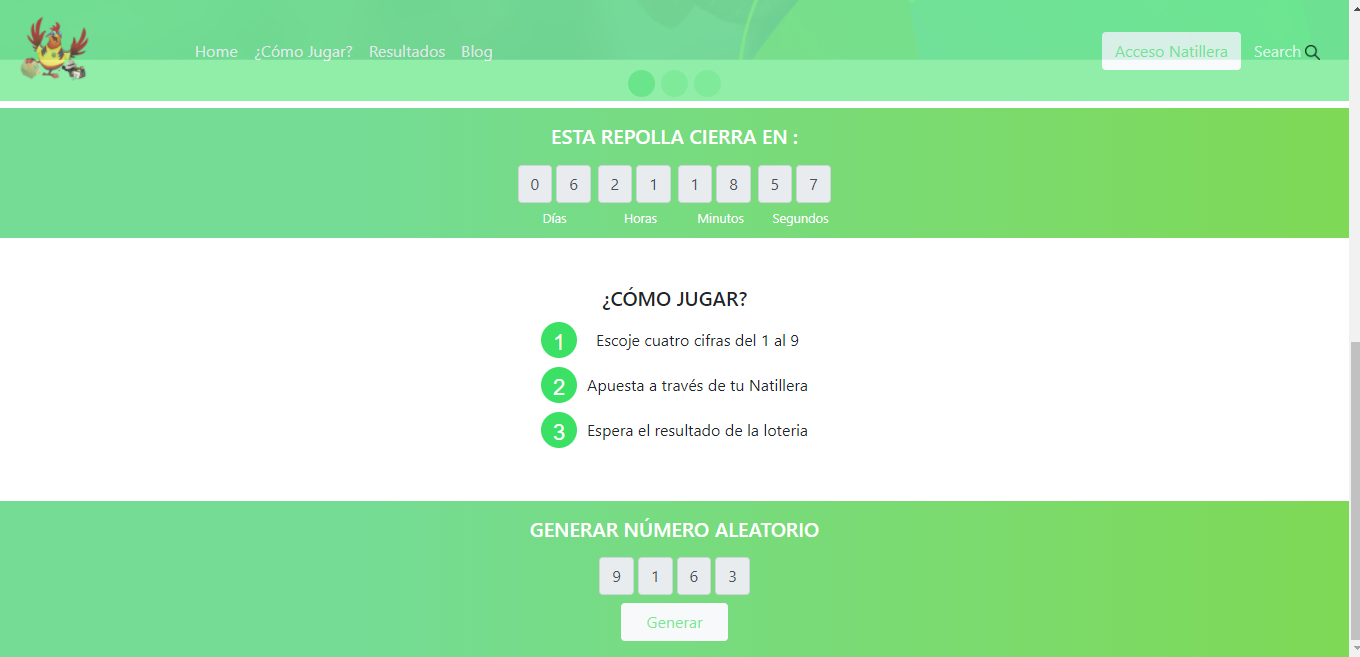 Home ¿Cómo Jugar? Resultados Blog Acceso Natillera Search
ESTA REPOLLA CIERRA EN :
0 6 2 1 1 8 5 7
Días Horas Minutos Segundos
¿CÓMO JUGAR?
1 Escoje cuatro cifras del 1 al 9
2 Apuesta a través de tu Natillera
3 Espera el resultado de la loteria
GENERAR NÚMERO ALEATORIO
9 1 6 3
Generar